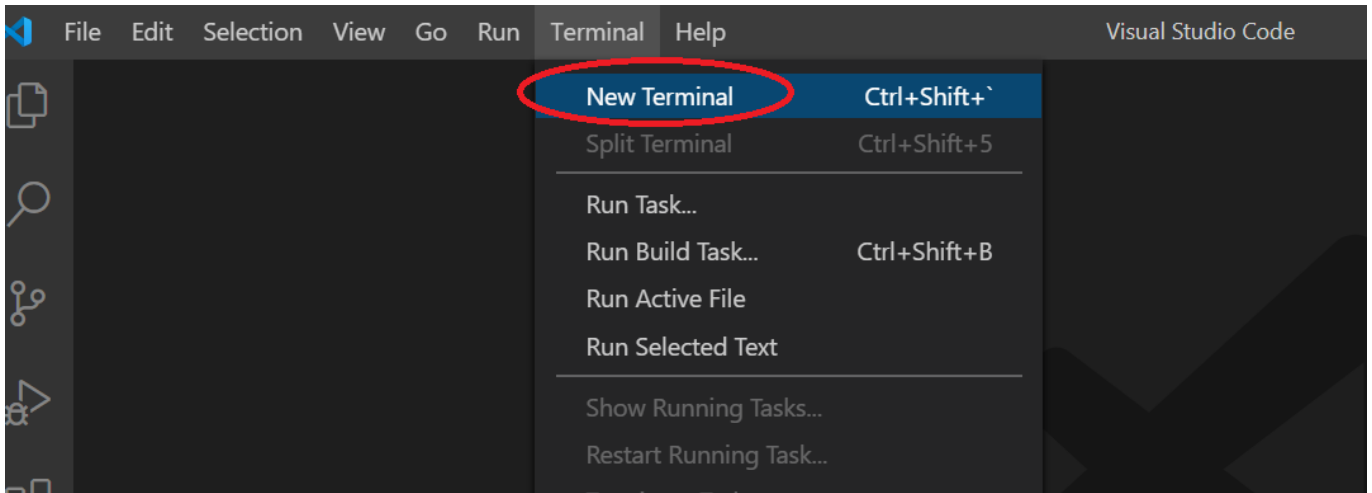 File Edit Selection View Go Run Terminal Help Visual Studio Code
New Terminal Ctrl+Shift+`
Split Terminal Ctrl+Shift+5
Run Task...
Run Build Task... Ctrl+Shift+B
Run Active File
Run Selected Text
Show Running Tasks...
Restart Running Task...